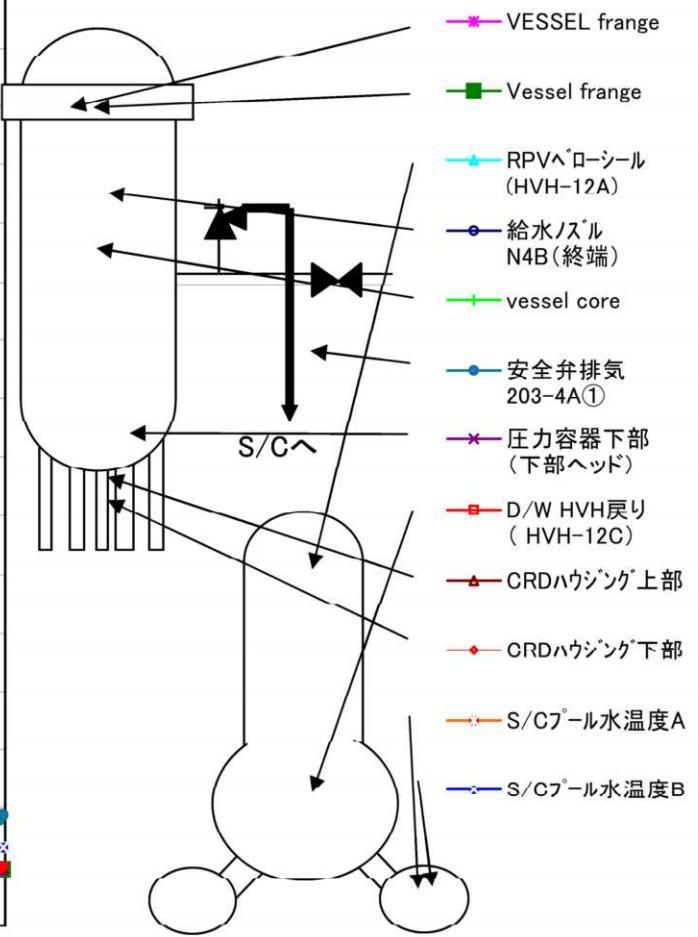 VESSEL frange
Vessel frange
RPVベローシール
(HVH-12A)
給水ノズル
N4B(終端)
vessel core
安全弁排気
203-4A①
圧力容器下部
(下部ヘッド)
D/W HVH戻り
( HVH-12C)
CRDハウジング上部
CRDハウジング下部
S/Cプール水温度A
S/Cプール水温度B
S/Cへ